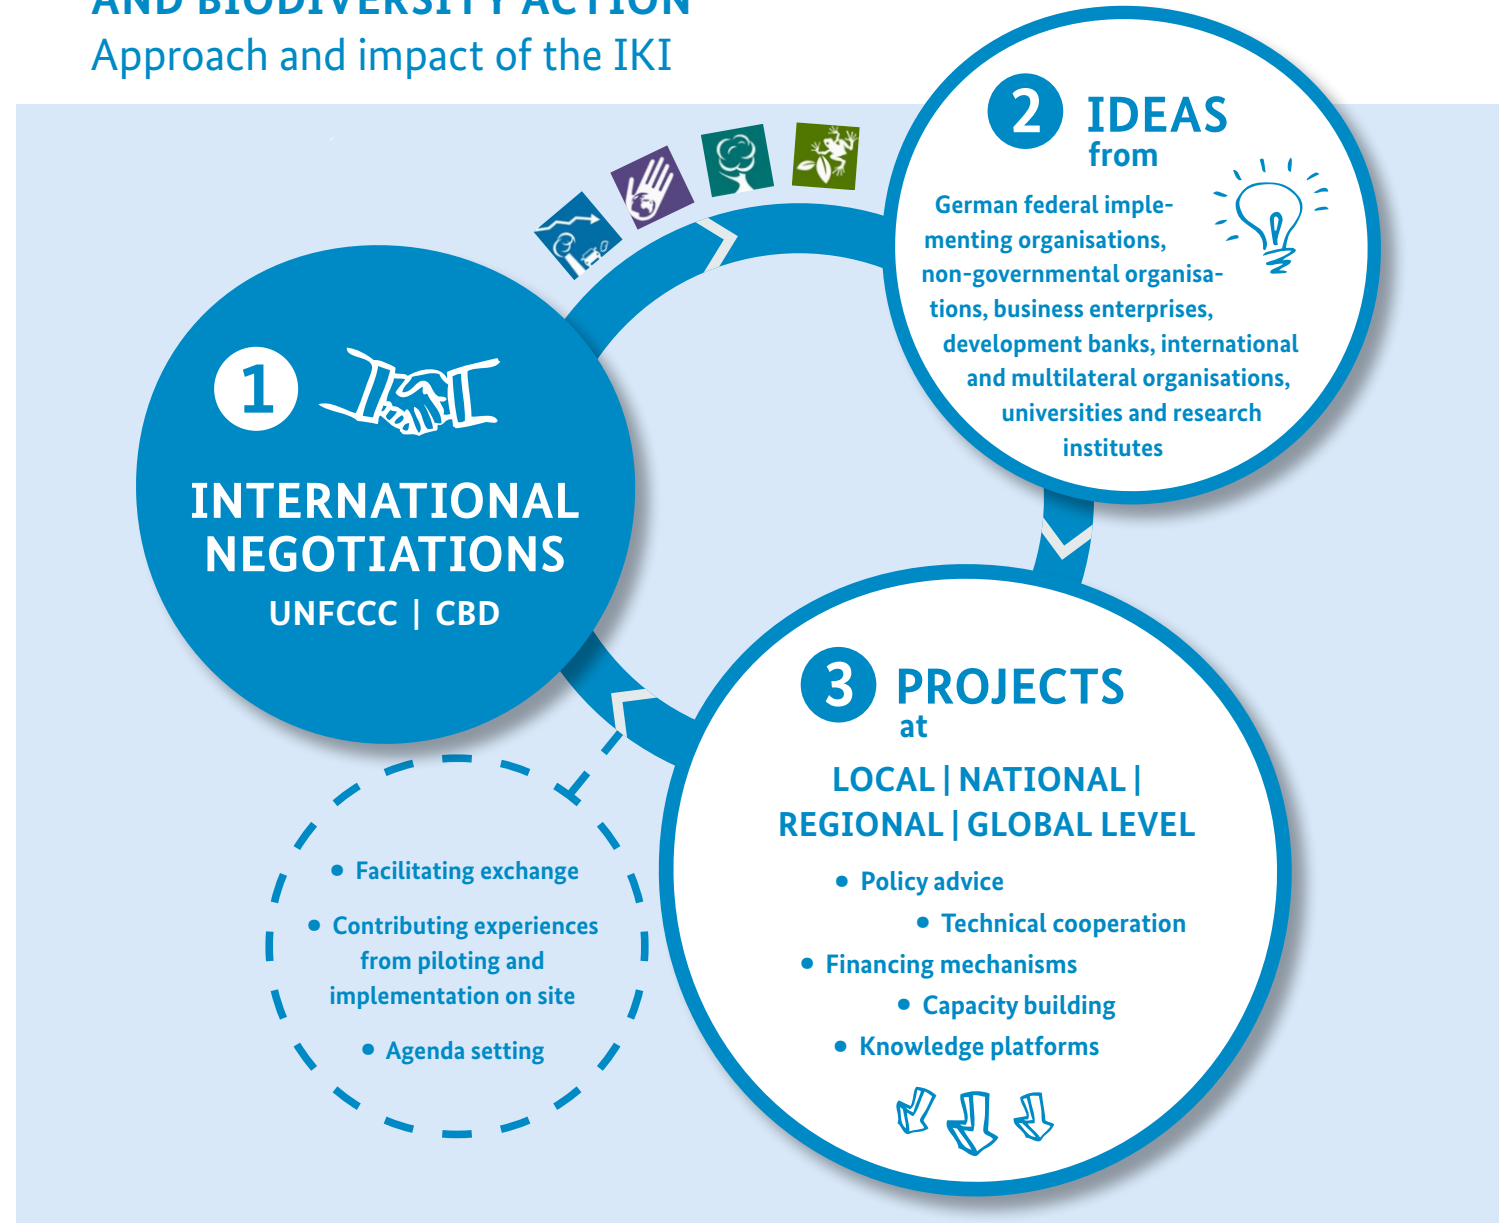 AND BIODIVERSITY ACTION
Approach and impact of the IKI
1
INTERNATIONAL
NEGOTIATIONS
UNFCCC | CBD
2 IDEAS
from
German federal imple-
menting organisations,
non-governmental organisa-
tions, business enterprises,
development banks, international
and multilateral organisations,
universities and research
institutes
3 PROJECTS
at
LOCAL | NATIONAL |
REGIONAL | GLOBAL LEVEL
• Policy advice
• Technical cooperation
• Financing mechanisms
• Capacity building
• Knowledge platforms
• Facilitating exchange
• Contributing experiences
from piloting and
implementation on site
• Agenda setting